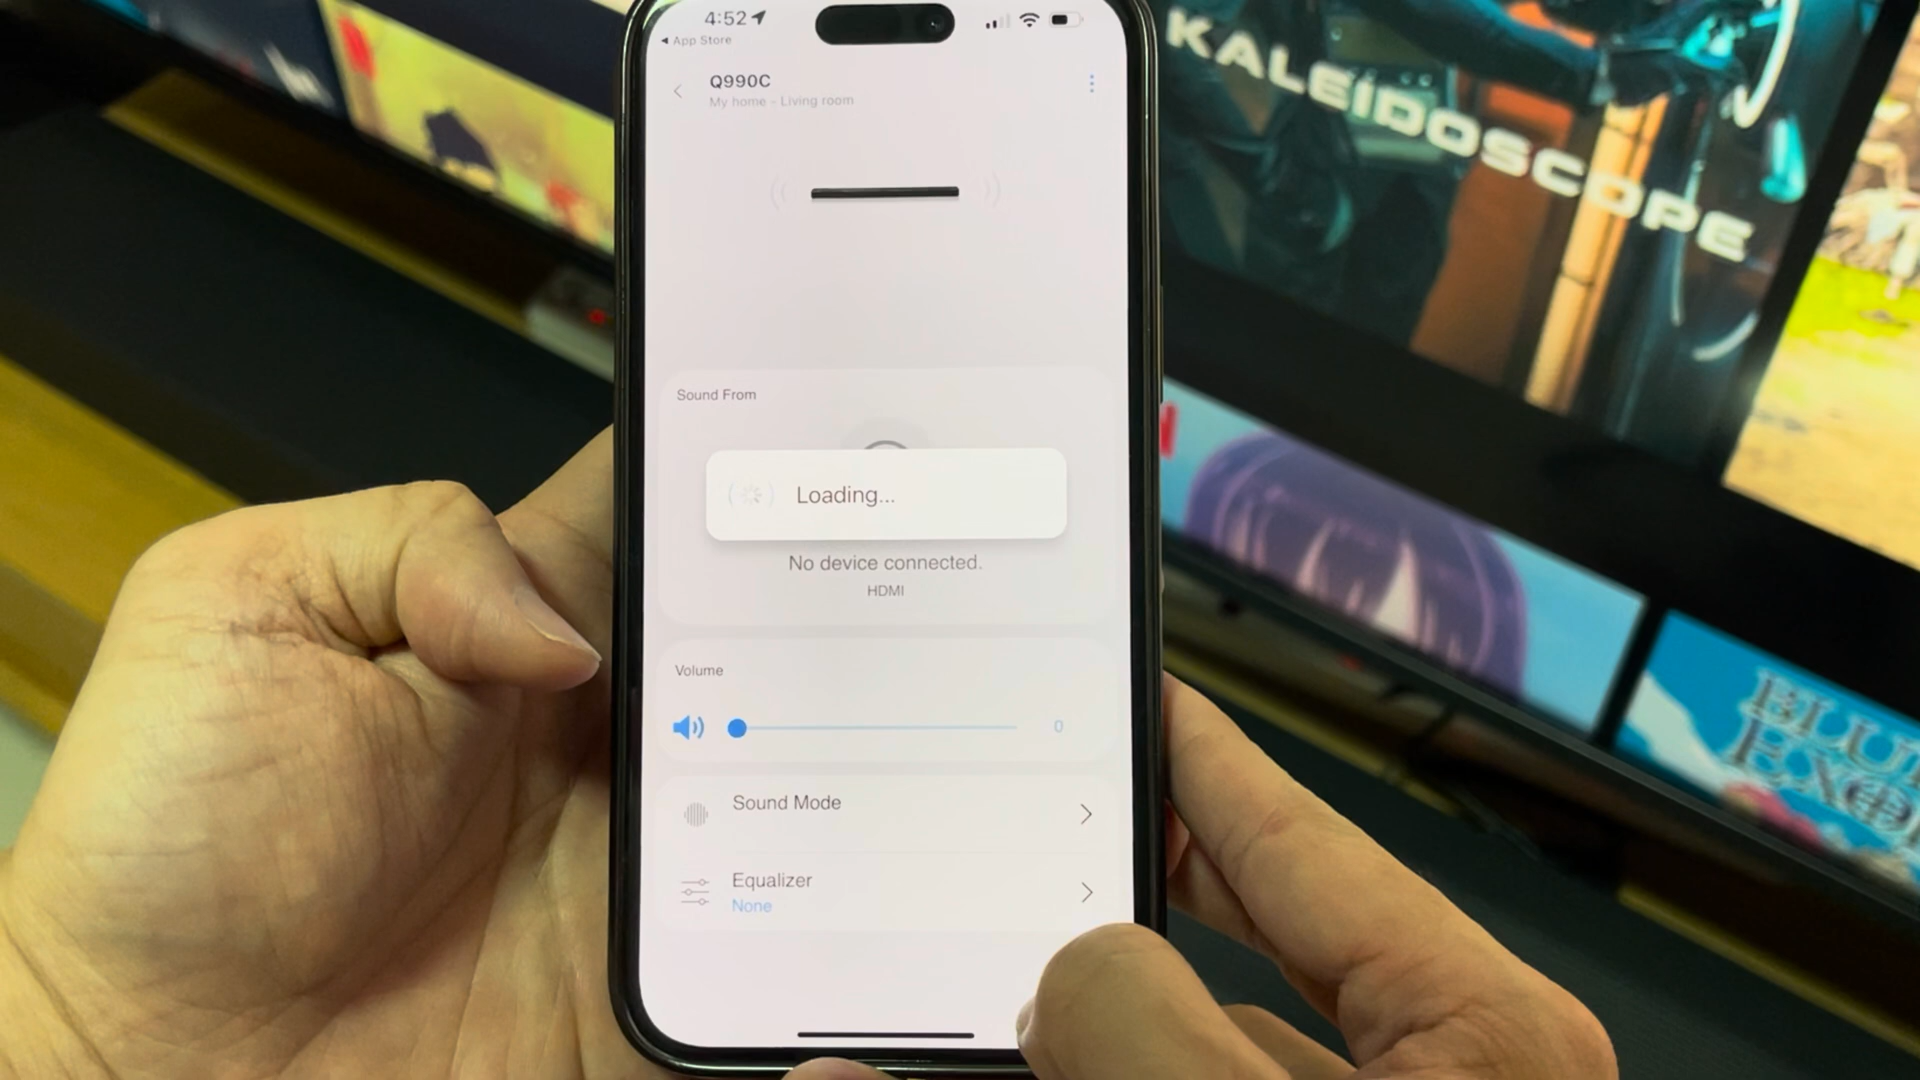 4:52
App Store
Q990C
My home - Living room
Sound From
Loading...
No device connected.
HDMI
Volume
0
Sound Mode
Equalizer
None
KALEIDOSCOPE
BLUE